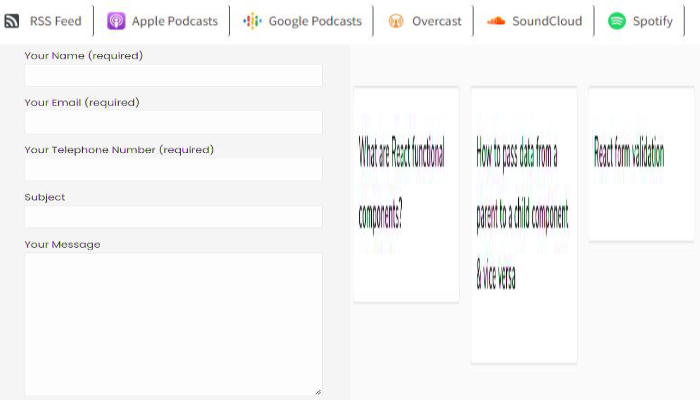 RSS Feed
Apple Podcasts
Google Podcasts
Overcast
SoundCloud
Spotify
Your Name (required)
Your Email (required)
Your Telephone Number (required)
Subject
Your Message
What are React functional
components?
How to pass data from a
parent to a child component
& vice versa
React form validation